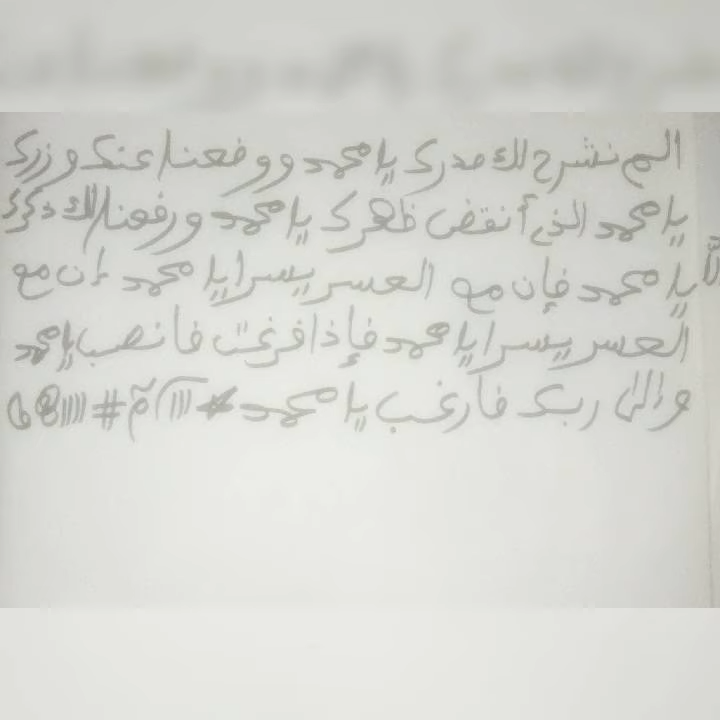 الم نشرح لك صدرك يا محمد ووضعنا عنك وزرك
يا محمد الذي أنقض ظهرك يا محمد ورفعنا لك ذكرك
يا محمد فإن مع العسر يسرا يا محمد إن مع
العسر يسرا يا محمد فإذا فرغت فانصب يا محمد
وإلى ربك فارغب يا محمد